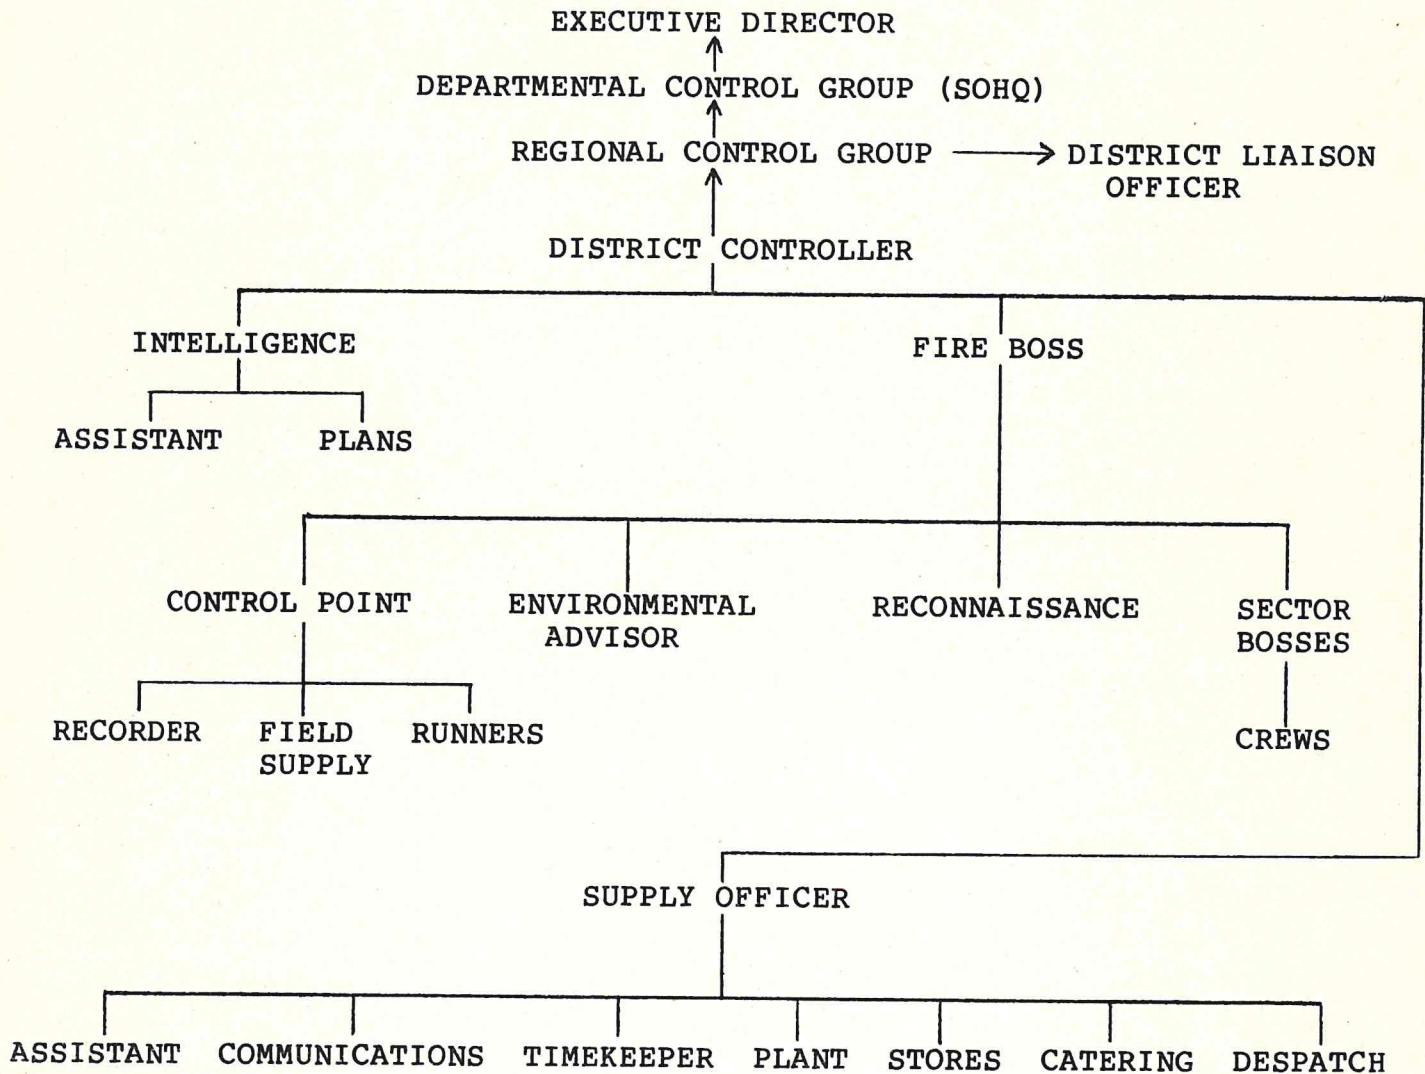 EXECUTIVE DIRECTOR
DEPARTMENTAL CONTROL GROUP (SOHQ)
REGIONAL CONTROL GROUP
DISTRICT LIAISON
OFFICER
DISTRICT CONTROLLER
INTELLIGENCE
FIRE BOSS
ASSISTANT
PLANS
CONTROL POINT
ENVIRONMENTAL
ADVISOR
RECONNAISSANCE
SECTOR
BOSSES
RECORDER
FIELD
SUPPLY
RUNNERS
CREWS
SUPPLY OFFICER
ASSISTANT
COMMUNICATIONS
TIMEKEEPER
PLANT
STORES
CATERING
DESPATCH